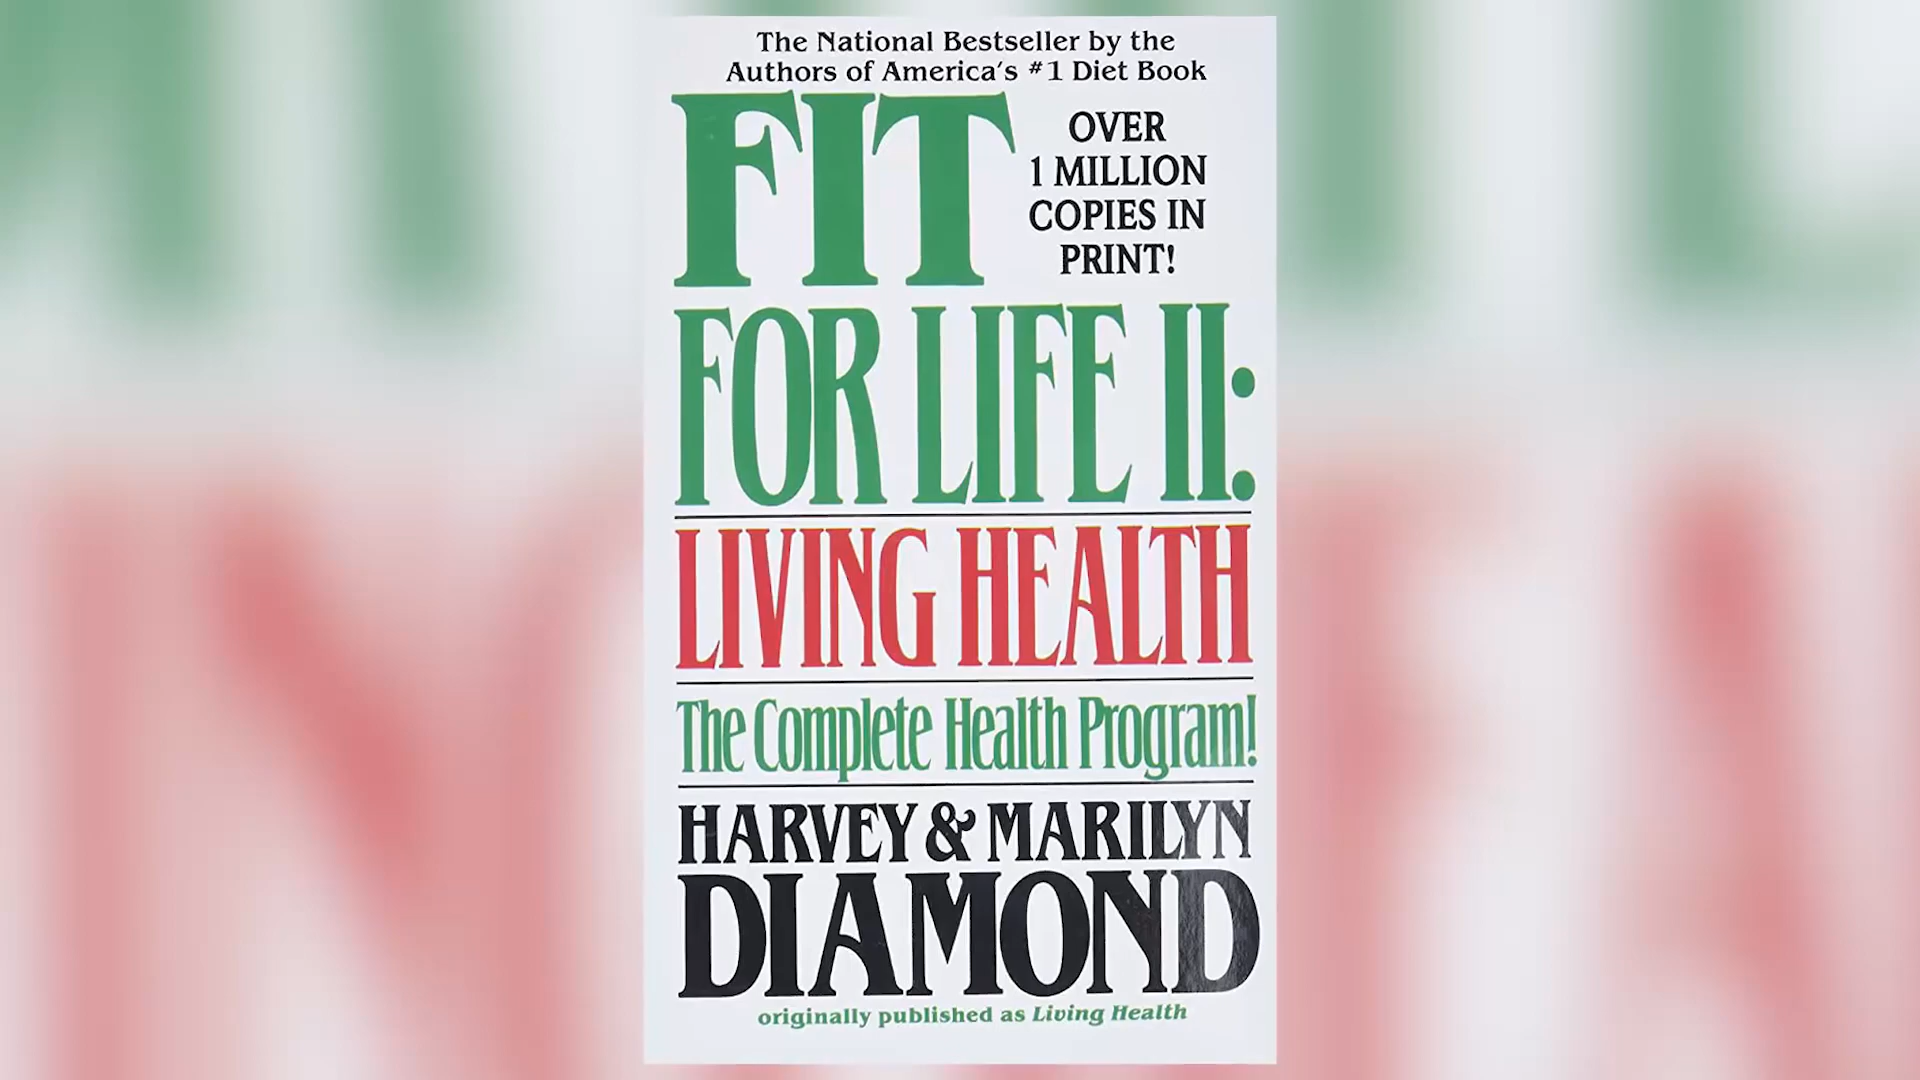 The National Bestseller by the
Authors of America's #1 Diet Book
FIT
OVER
1 MILLION
COPIES IN
PRINT!
FOR LIFE II:
LIVING HEALTH
The Complete Health Program!
HARVEY & MARILYN
DIAMOND
originally published as Living Health